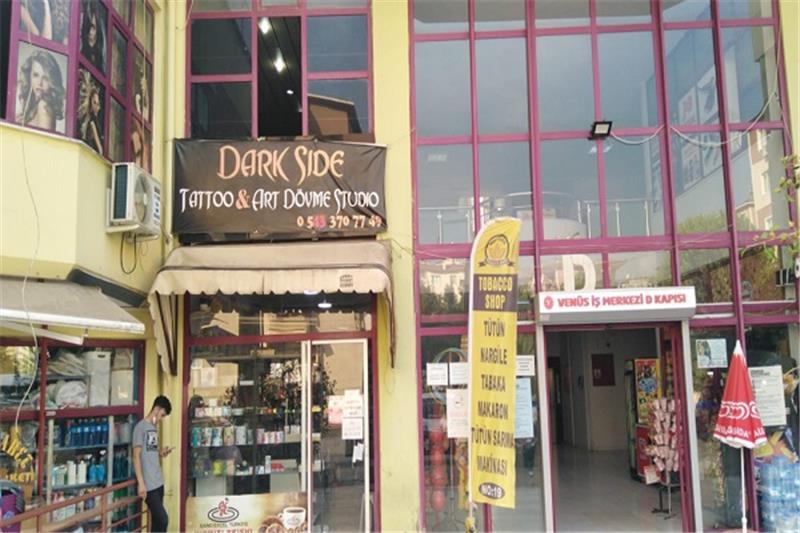 DARK SIDE
TATTOO & ART DÖVME STUDIO
0 543 370 77 49
D
VENÜS İŞ MERKEZİ D KAPISI
TOBACCO
SHOP
TÜTÜN
NARGİLE
TABAKA
MAKARON
TÜTÜN SARMA
MAKİNASI
NO:19